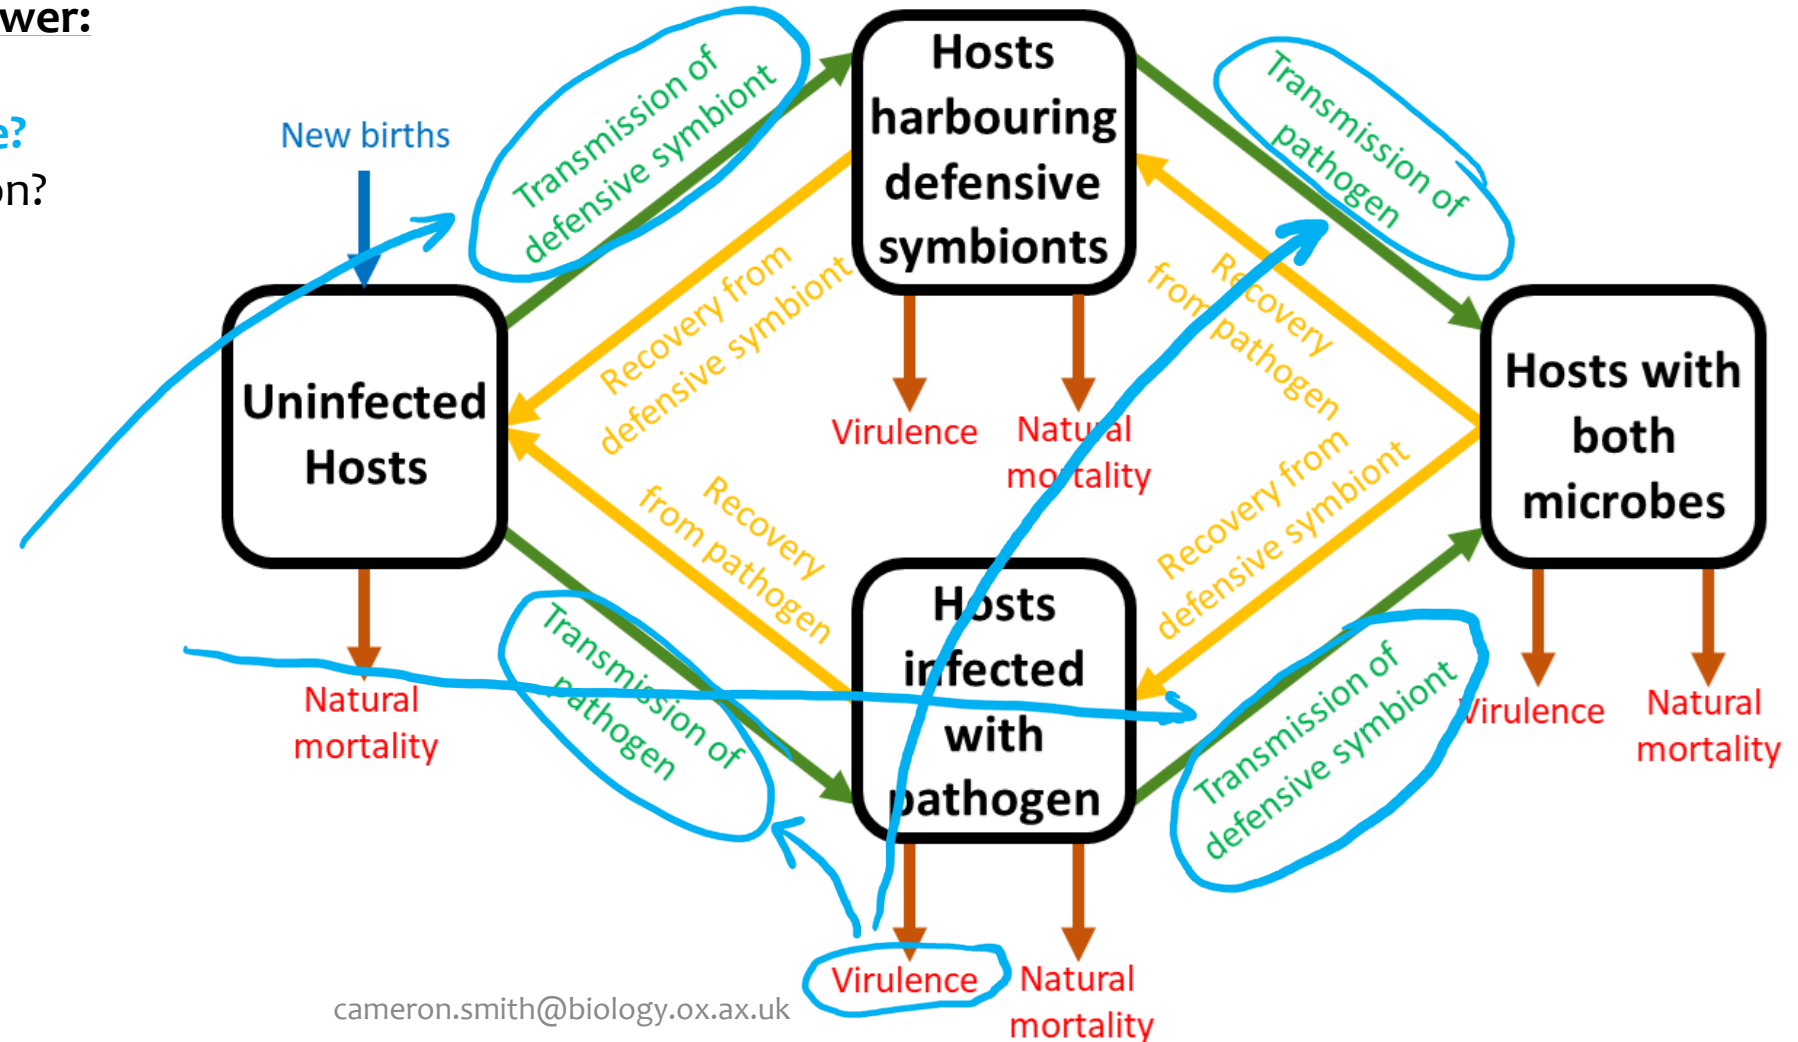 wer:
e?
on?
New births
Transmission of
defensive symbiont
Hosts
harbouring
defensive
symbionts
Transmission of
pathogen
Recovery from
defensive symbiont
Recovery
from pathogen
Uninfected
Hosts
Virulence
Natural
mortality
Hosts with
both
microbes
Recovery
from pathogen
Recovery from
defensive symbiont
Transmission of
pathogen
Hosts
infected
with
pathogen
Transmission of
defensive symbiont
Natural
mortality
Virulence
Natural
mortality
Virulence
Natural
mortality
cameron.smith@biology.ox.ax.uk